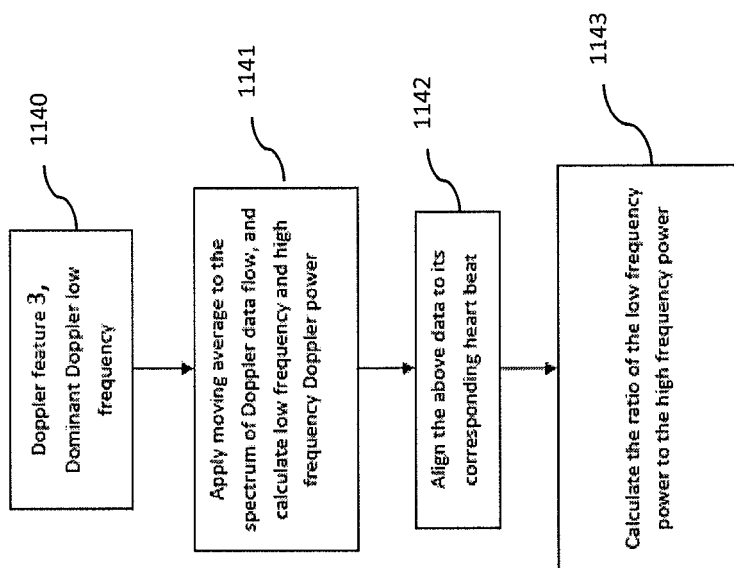 1140
Doppler feature 3,
Dominant Doppler low
frequency
1141
Apply moving average to the
spectrum of Doppler data flow, and
calculate low frequency and high
frequency Doppler power
1142
Align the above data to its
corresponding heart beat
1143
Calculate the ratio of the low frequency
power to the high frequency power